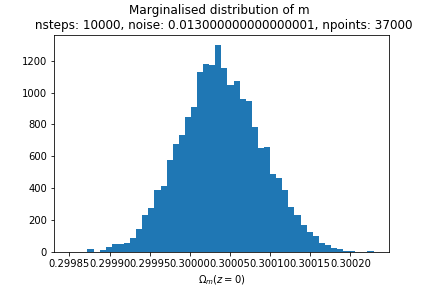 Marginalised distribution of m
nsteps: 10000, noise: 0.013000000000000001, npoints: 37000
1200
1000
800
600
400
200
0
0.29985 0.29990 0.29995 0.30000 0.30005 0.30010 0.30015 0.30020
Ωm(z = 0)